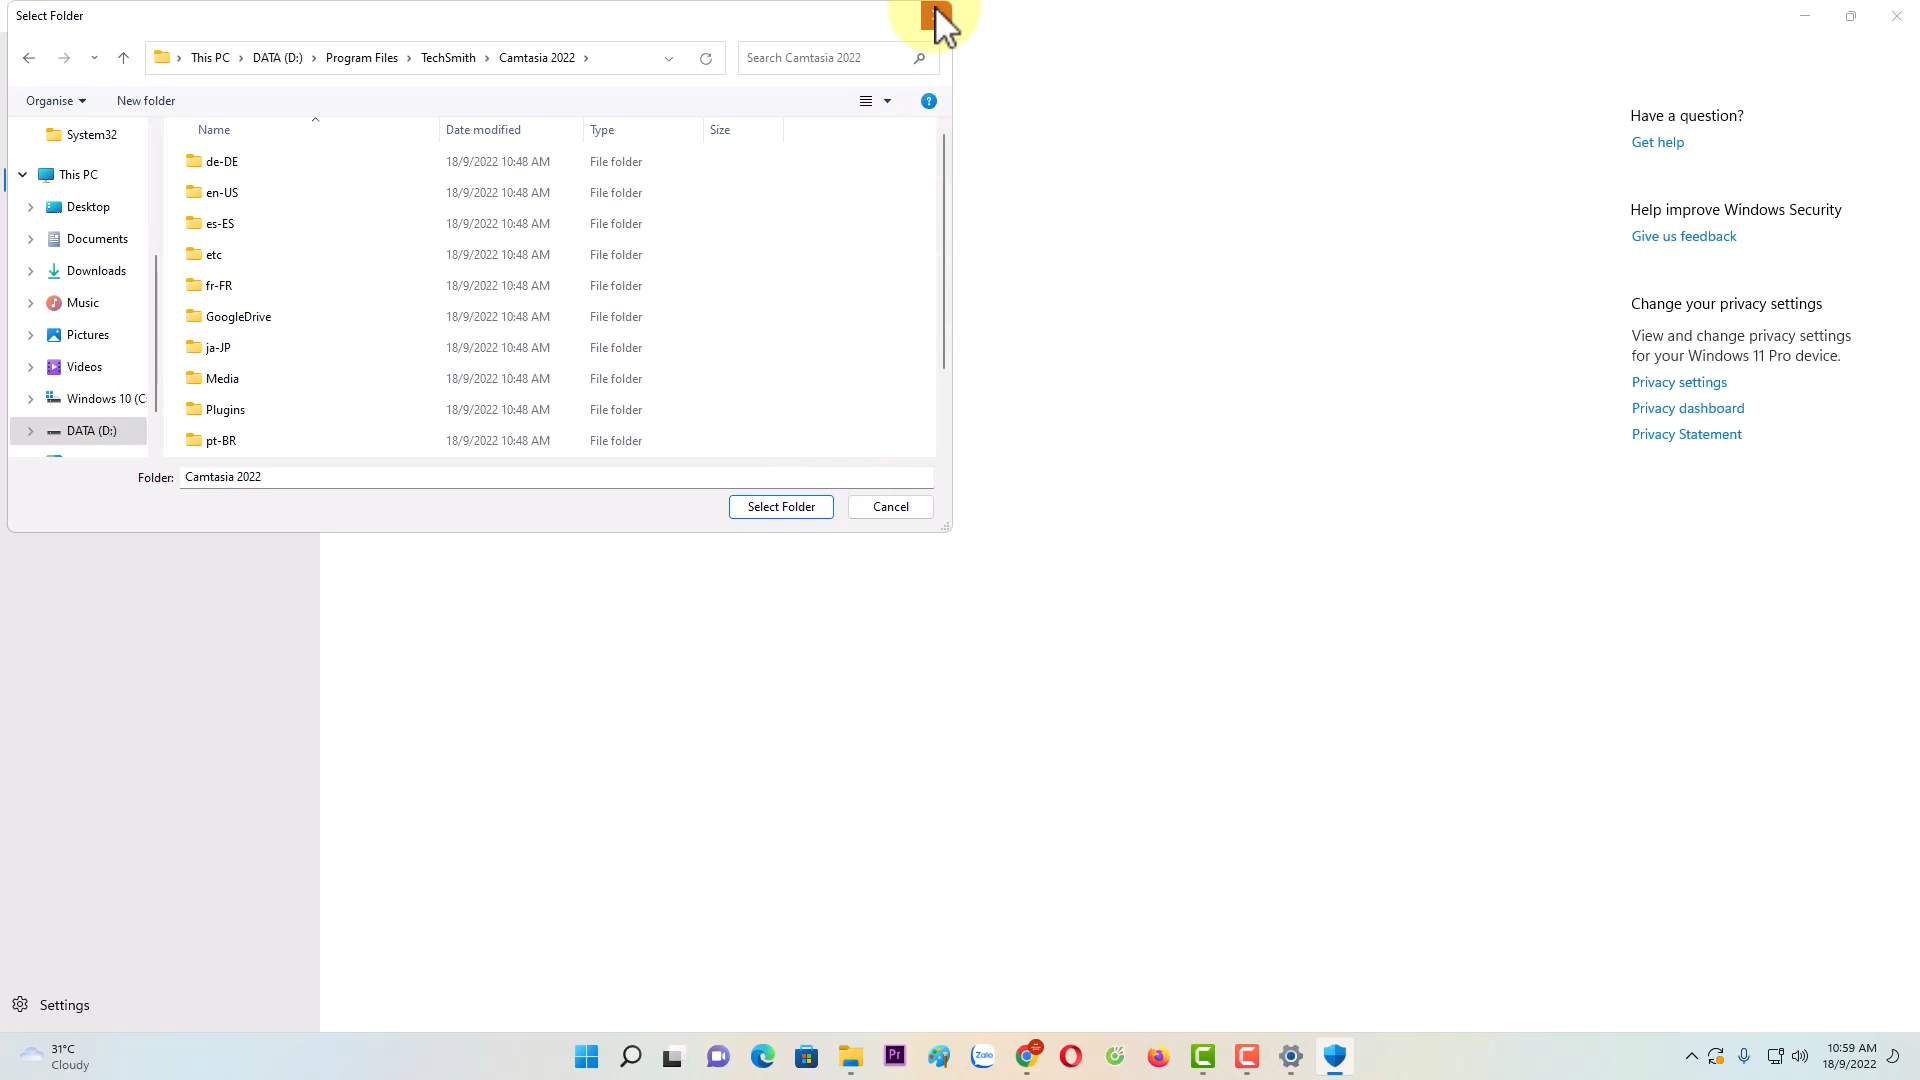 Select Folder
This PC DATA (D:) Program Files TechSmith Camtasia 2022
Search Camtasia 2022
Organise New folder
?
System32
This PC
Desktop
Documents
Downloads
Music
Pictures
Videos
Windows 10 (C:
DATA (D:)
Name Date modified Type Size
de-DE 18/9/2022 10:48 AM File folder
en-US 18/9/2022 10:48 AM File folder
es-ES 18/9/2022 10:48 AM File folder
etc 18/9/2022 10:48 AM File folder
fr-FR 18/9/2022 10:48 AM File folder
GoogleDrive 18/9/2022 10:48 AM File folder
ja-JP 18/9/2022 10:48 AM File folder
Media 18/9/2022 10:48 AM File folder
Plugins 18/9/2022 10:48 AM File folder
pt-BR 18/9/2022 10:48 AM File folder
Folder: Camtasia 2022
Select Folder Cancel
Have a question?
Get help
Help improve Windows Security
Give us feedback
Change your privacy settings
View and change privacy settings
for your Windows 11 Pro device.
Privacy settings
Privacy dashboard
Privacy Statement
Settings
31°C
Cloudy
Pr
Zalo
10:59 AM
18/9/2022